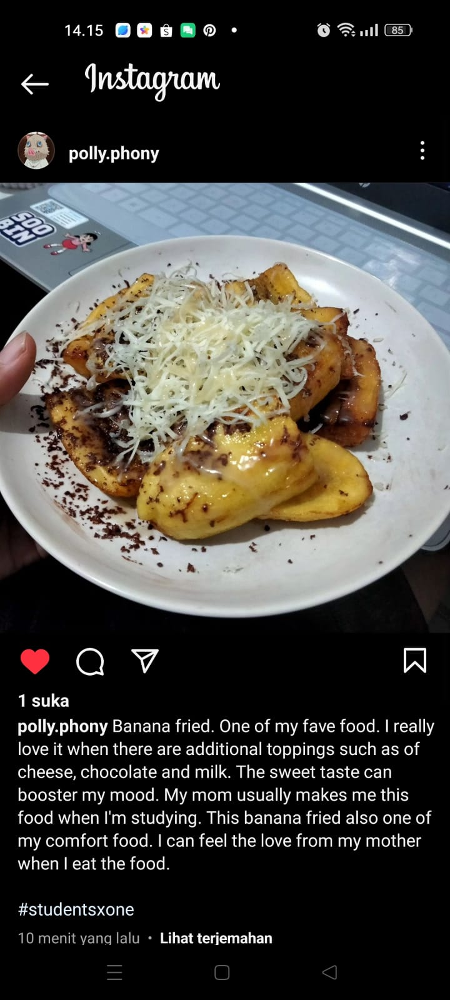 14.15
85
Instagram
polly.phony
SOO
BIN
1 suka
polly.phony Banana fried. One of my fave food. I really
love it when there are additional toppings such as of
cheese, chocolate and milk. The sweet taste can
booster my mood. My mom usually makes me this
food when I'm studying. This banana fried also one of
my comfort food. I can feel the love from my mother
when I eat the food.
#studentsxone
10 menit yang lalu • Lihat terjemahan